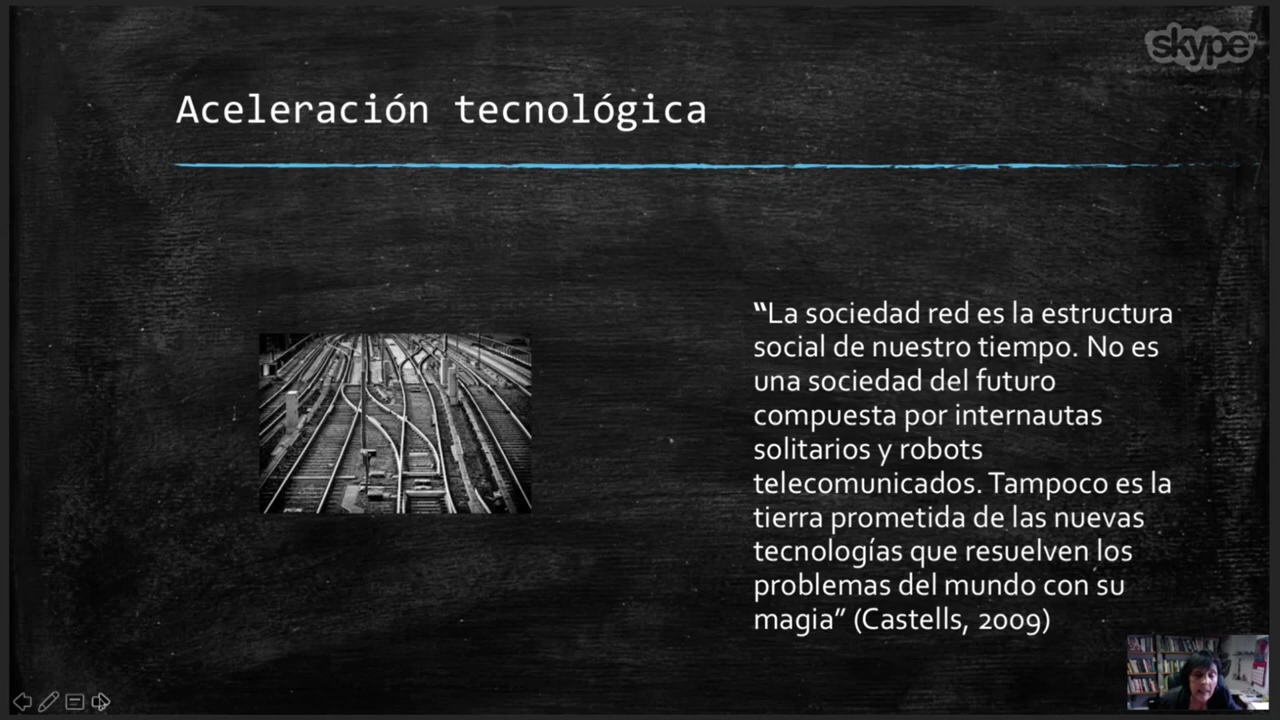 skype
Aceleración tecnológica
“La sociedad red es la estructura
social de nuestro tiempo. No es
una sociedad del futuro
compuesta por internautas
solitarios y robots
telecomunicados. Tampoco es la
tierra prometida de las nuevas
tecnologías que resuelven los
problemas del mundo con su
magia” (Castells, 2009)